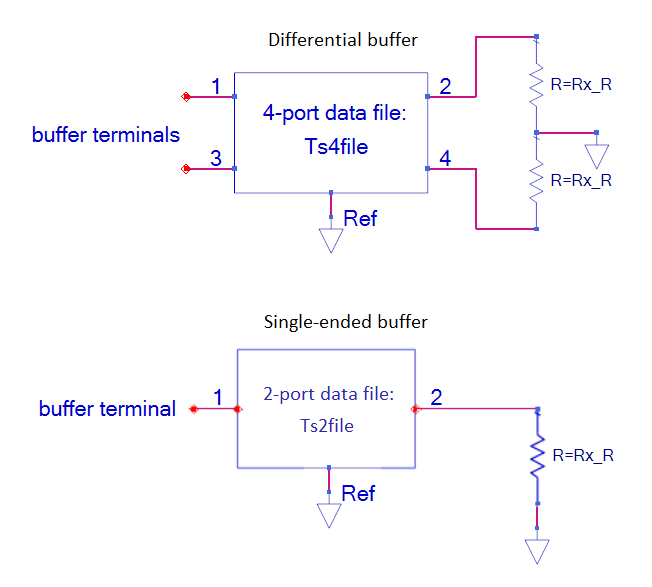 Differential buffer
1
2
R=Rx_R
4-port data file:
Ts4file
buffer terminals
3
4
R=Rx_R
Ref
Single-ended buffer
1
2
2-port data file:
Ts2file
buffer terminal
R=Rx_R
Ref